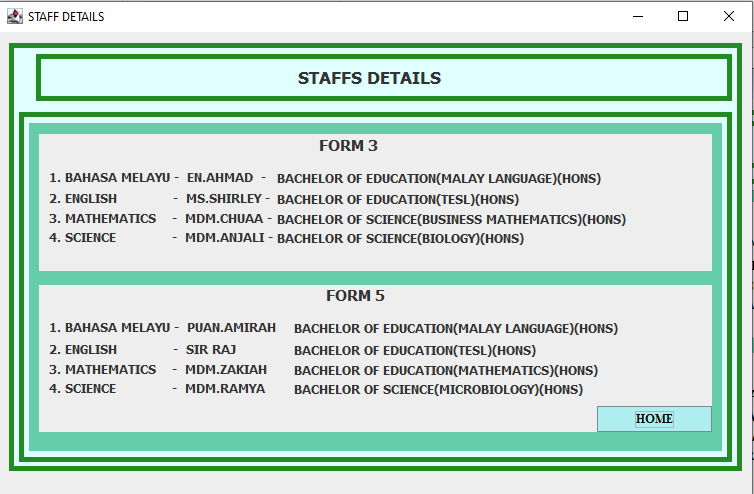 STAFF DETAILS
STAFFS DETAILS
FORM 3
1. BAHASA MELAYU - EN.AHMAD - BACHELOR OF EDUCATION(MALAY LANGUAGE)(HONS)
2. ENGLISH - MS.SHIRLEY - BACHELOR OF EDUCATION(TESL)(HONS)
3. MATHEMATICS - MDM.CHUAA - BACHELOR OF SCIENCE(BUSINESS MATHEMATICS)(HONS)
4. SCIENCE - MDM.ANJALI - BACHELOR OF SCIENCE(BIOLOGY)(HONS)
FORM 5
1. BAHASA MELAYU - PUAN.AMIRAH BACHELOR OF EDUCATION(MALAY LANGUAGE)(HONS)
2. ENGLISH - SIR RAJ BACHELOR OF EDUCATION(TESL)(HONS)
3. MATHEMATICS - MDM.ZAKIAH BACHELOR OF EDUCATION(MATHEMATICS)(HONS)
4. SCIENCE - MDM.RAMYA BACHELOR OF SCIENCE(MICROBIOLOGY)(HONS)
HOME